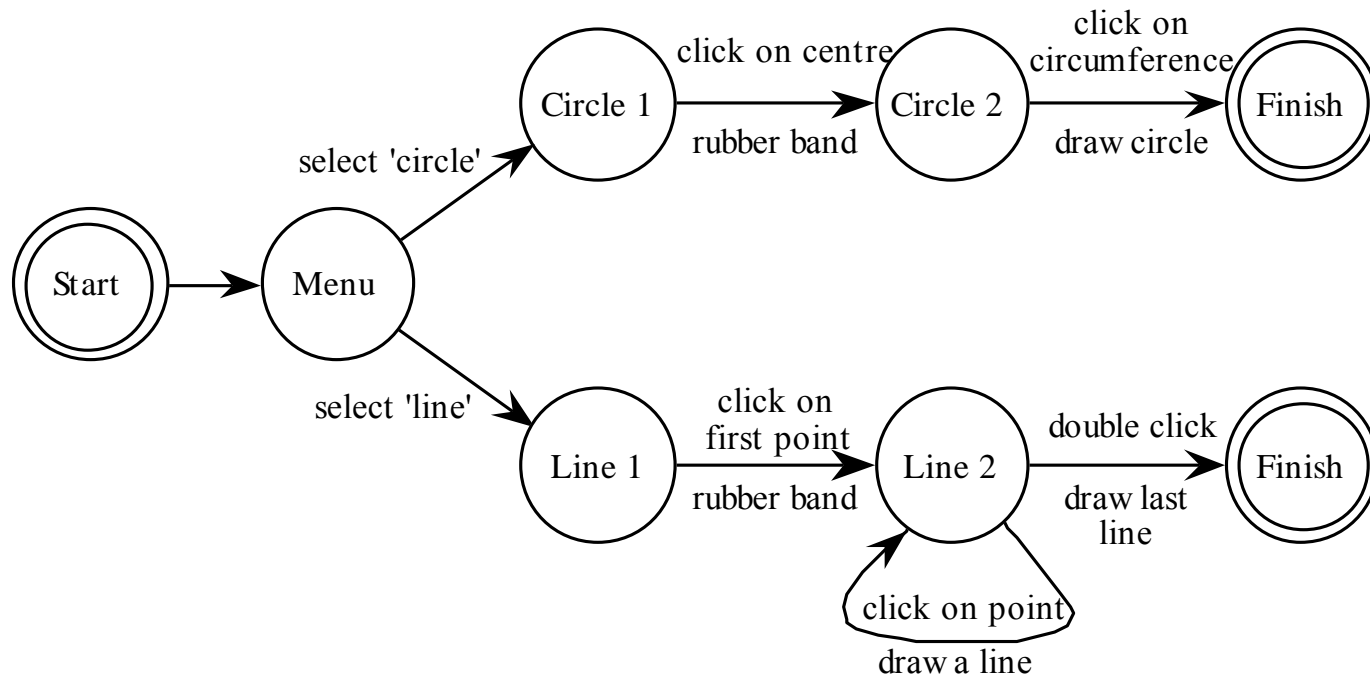 click on
click on centre
circumference
Circle 1
Circle 2
Finish
rubber band
draw circle
select 'circle'
Start
Menu
select 'line'
click on
first point
double click
Line 1
Line 2
Finish
rubber band
draw last
line
click on point
draw a line